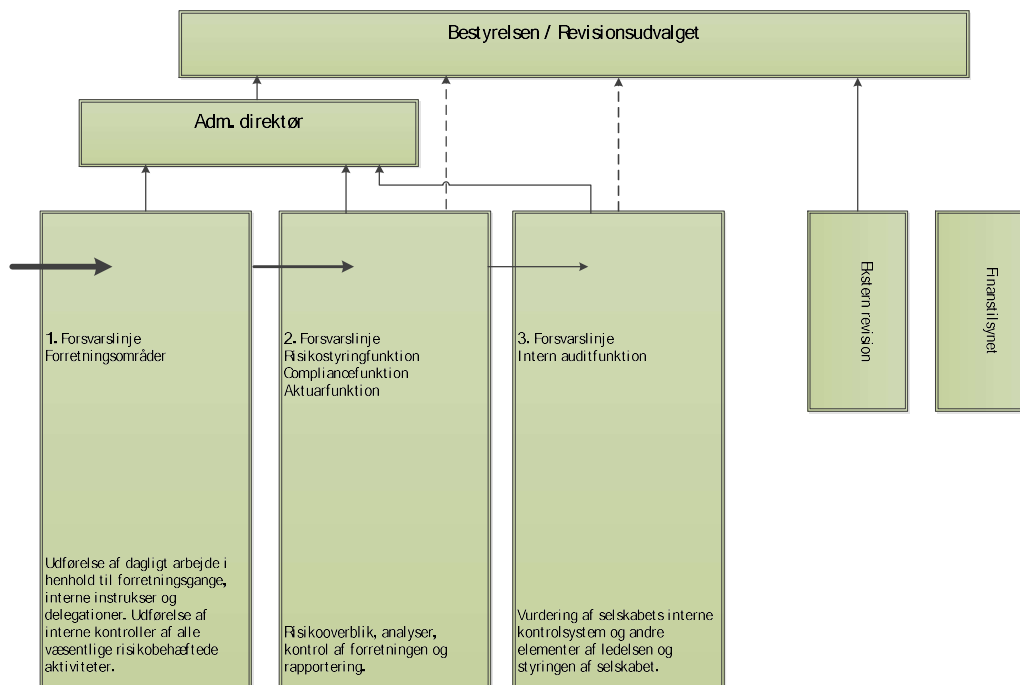 Bestyrelsen / Revisionsudvalget
Adm. direktør
1. Forsvarslinje
Forretningsområder
Udførelse af dagligt arbejde i
henhold til forretningsgange,
interne instrukser og
delegationer. Udførelse af
interne kontroller af alle
væsentlige risikobehæftede
aktiviteter.
2. Forsvarslinje
Risikostyringfunktion
Compliancefunktion
Aktuarfunktion
Risikooverblik, analyser,
kontrol af forretningen og
rapportering.
3. Forsvarslinje
Intern auditfunktion
Vurdering af selskabets interne
kontrolsystem og andre
elementer af ledelsen og
styringen af selskabet.
Ekstern revision
Finanstilsynet